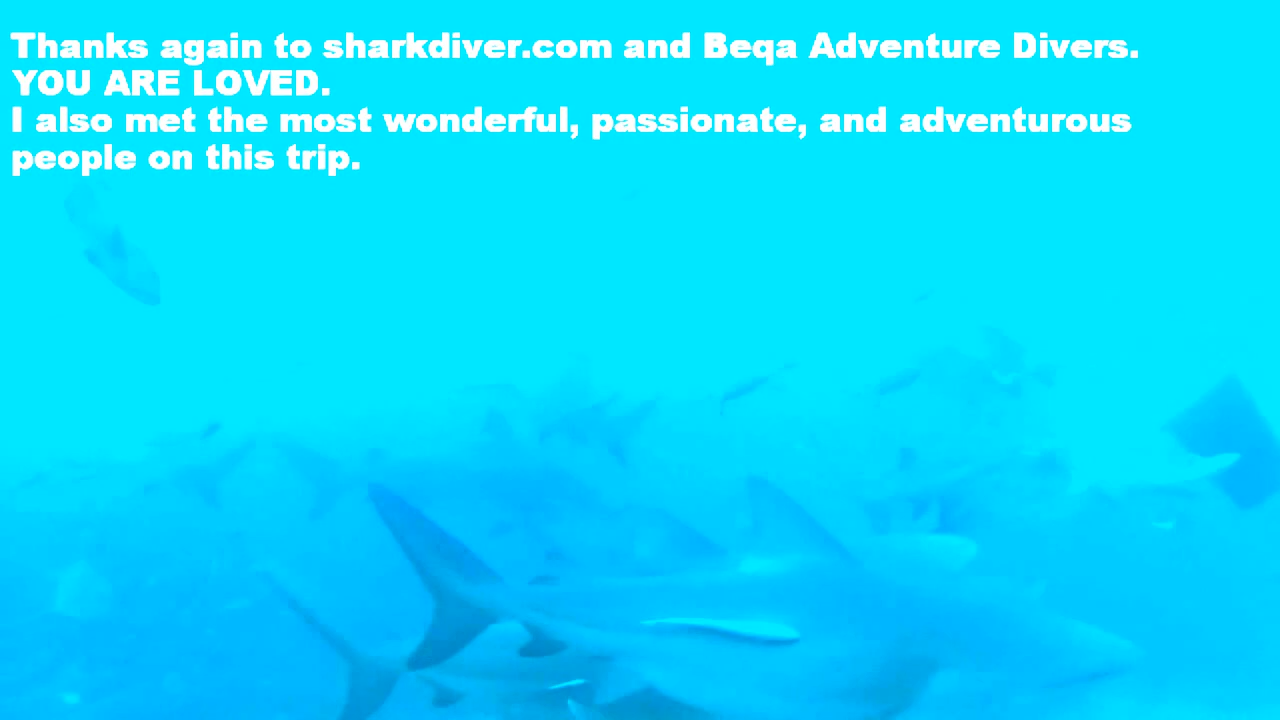 Thanks again to sharkdiver.com and Beqa Adventure Divers.
YOU ARE LOVED.
I also met the most wonderful, passionate, and adventurous
people on this trip.